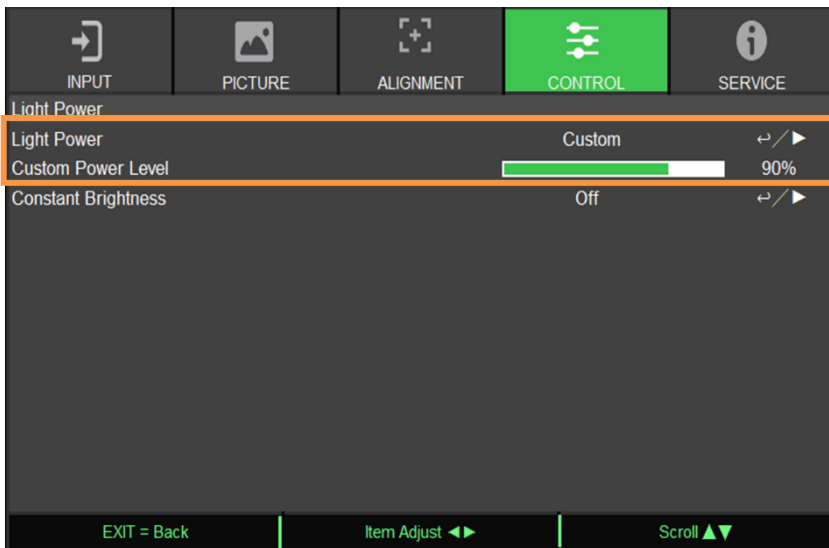 INPUT PICTURE ALIGNMENT CONTROL SERVICE
Light Power
Light Power Custom ↩/▶
Custom Power Level 90%
Constant Brightness Off ↩/▶
EXIT = Back Item Adjust ◀▶ Scroll ▲▼